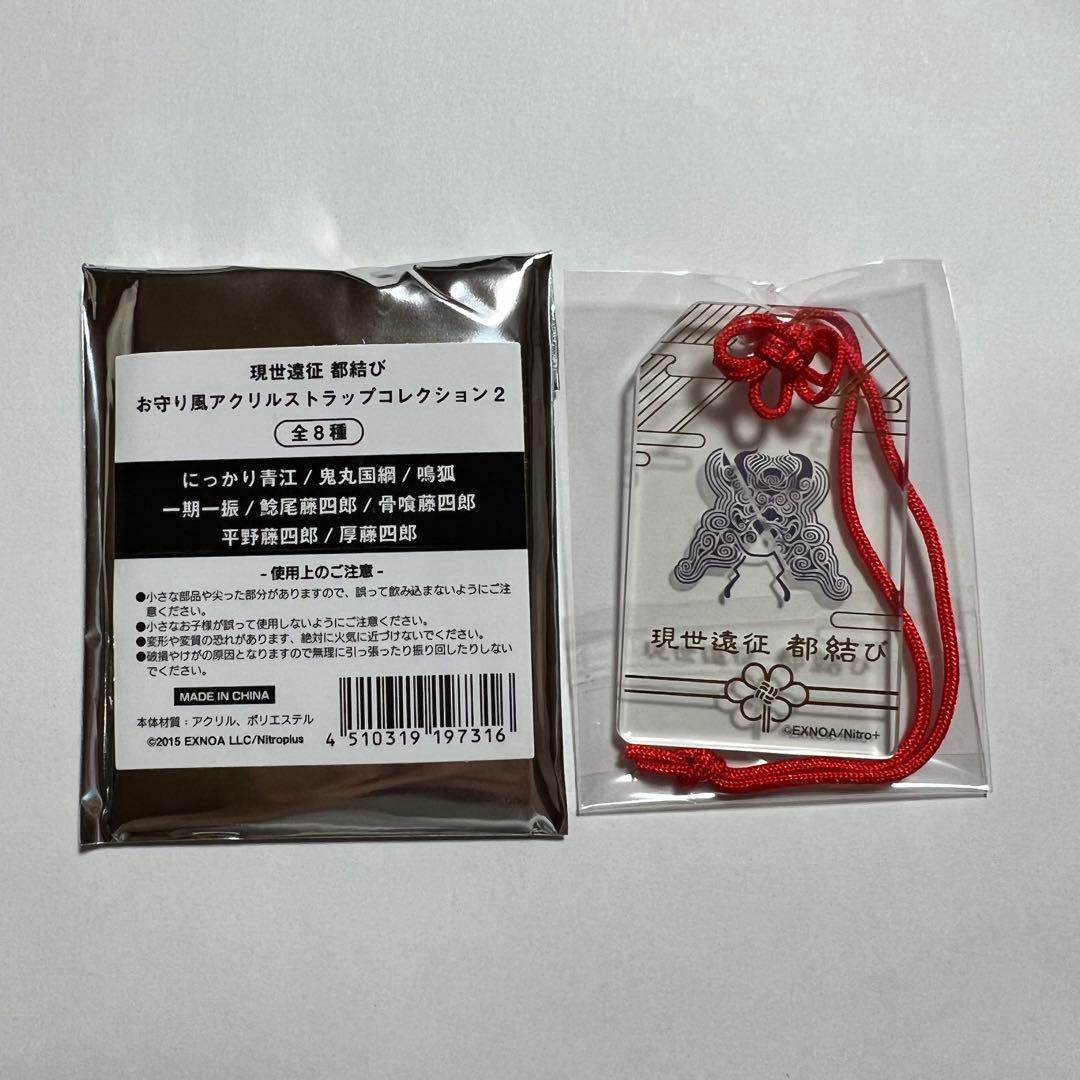 現世遠征 都結び
お守り風アクリルストラップコレクション2
全8種
にっかり青江 / 鬼丸国綱 / 鳴狐
一期一振 / 鯰尾藤四郎 / 骨喰藤四郎
平野藤四郎 / 厚藤四郎
- 使用上のご注意 -
●小さな部品や尖った部分がありますので、誤って飲み込まないようにご注
意ください。
●小さなお子様が誤って使用しないようにご注意ください。
●変形や変質の恐れがあります、絶対に火気に近づけないでください。
●破損やけがの原因となりますので無理に引っ張ったり振り回したりしない
でください。
MADE IN CHINA
本体材質：アクリル、ポリエステル
©2015 EXNOA LLC/Nitroplus
4 510319 197316
現世遠征 都結び
©EXNOA/Nitro+